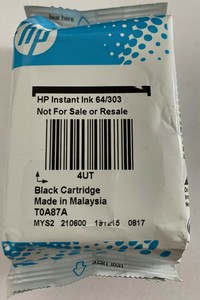 hp
HP Instant Ink 64/303
Not For Sale or Resale
4UT
Black Cartridge
Made in Malaysia
T0A87A
MYS2 210600 191215 0817